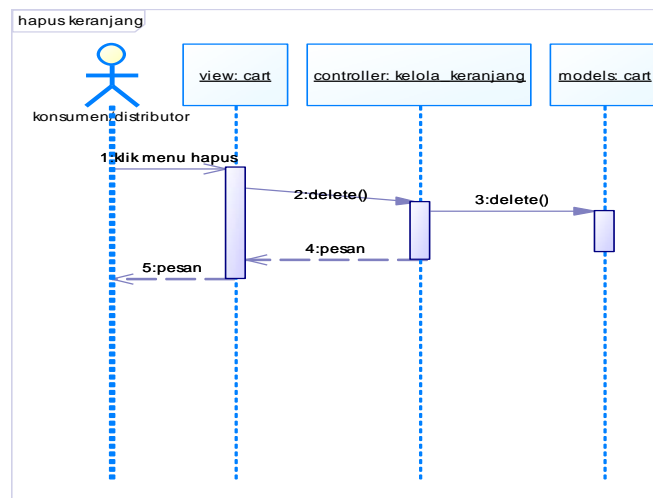 hapus keranjang
view: cart
controller: kelola_keranjang
models: cart
konsumen/distributor
1:klik menu hapus
2:delete()
3:delete()
4:pesan
5:pesan